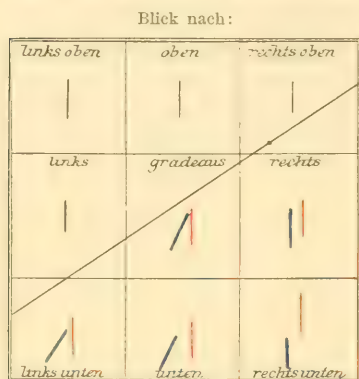 Blick nach:
links oben oben rechts oben
links gradeaus rechts
links unten unten. rechts unten